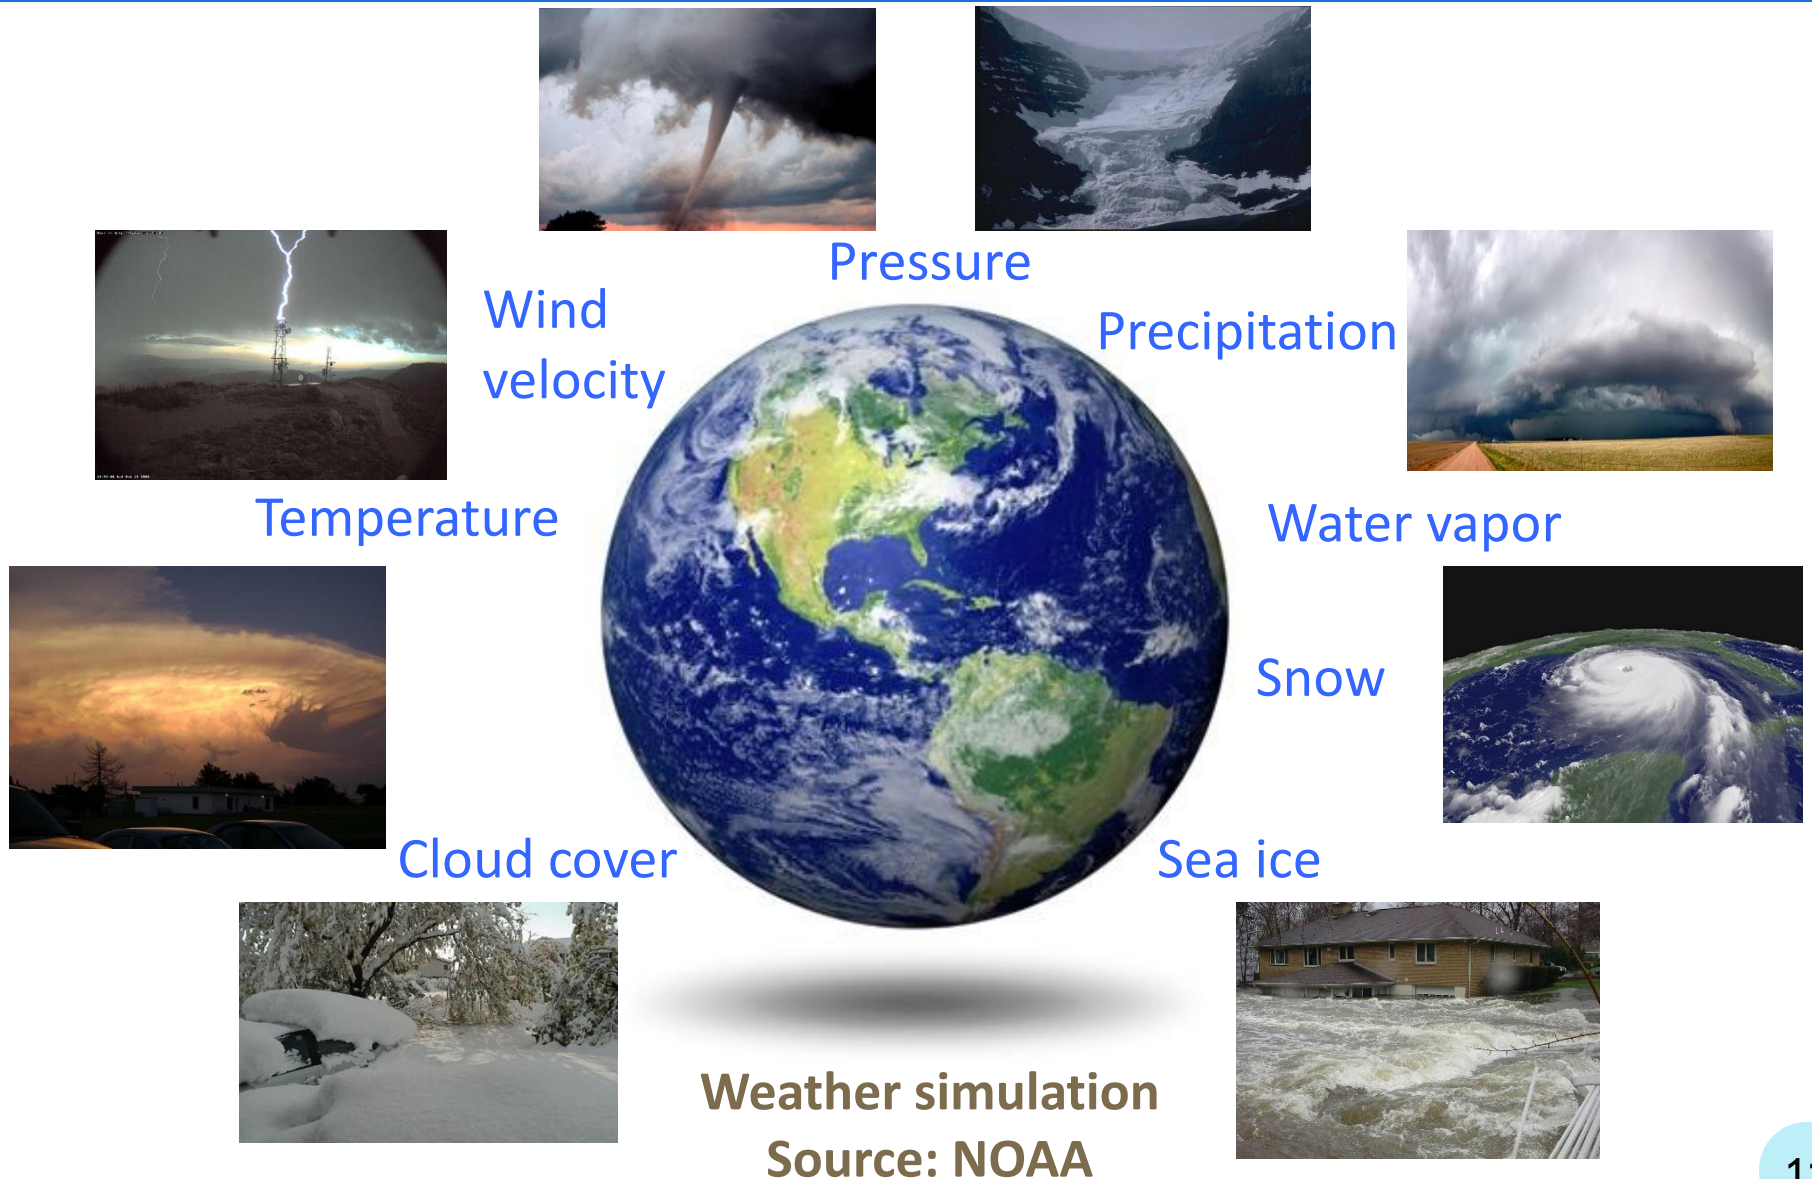 Pressure
Wind
velocity
Precipitation
Temperature
Water vapor
Snow
Cloud cover
Sea ice
Weather simulation
Source: NOAA